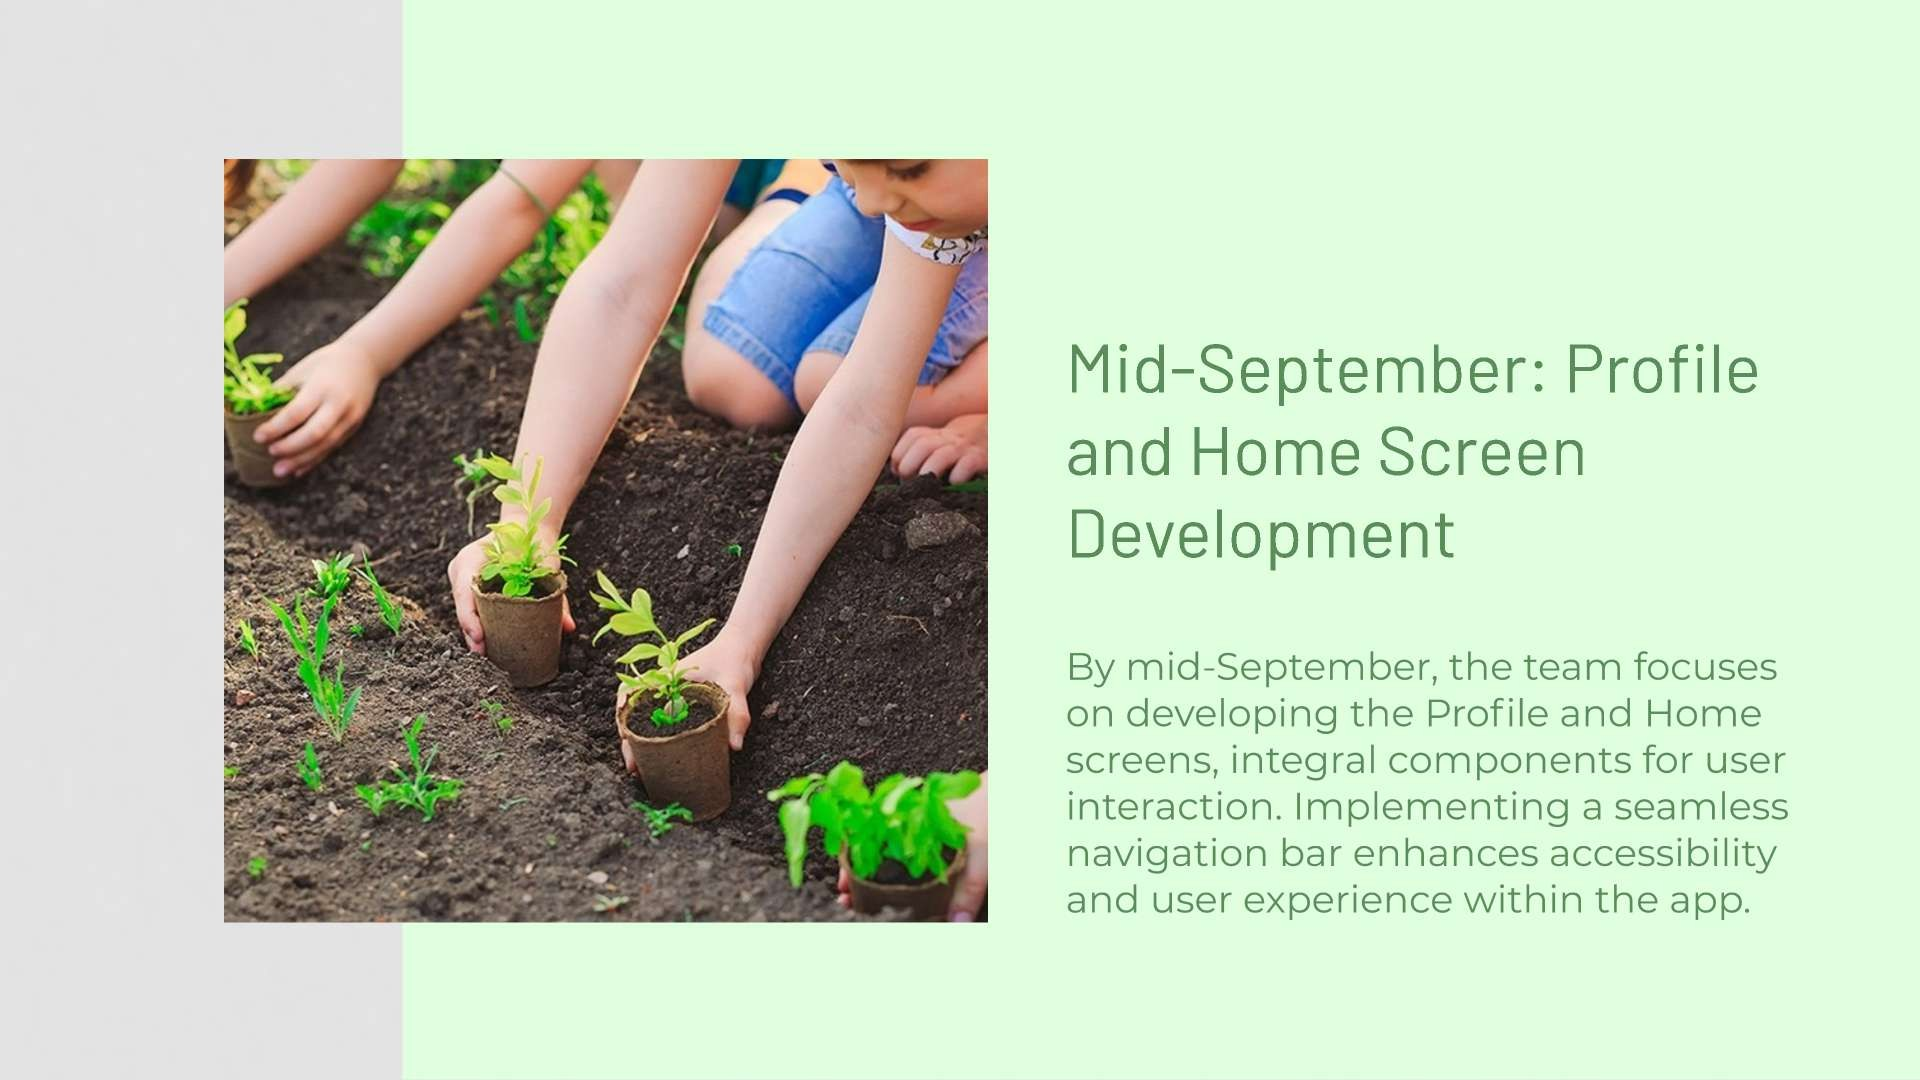 Mid-September: Profile
and Home Screen
Development
By mid-September, the team focuses
on developing the Profile and Home
screens, integral components for user
interaction. Implementing a seamless
navigation bar enhances accessibility
and user experience within the app.